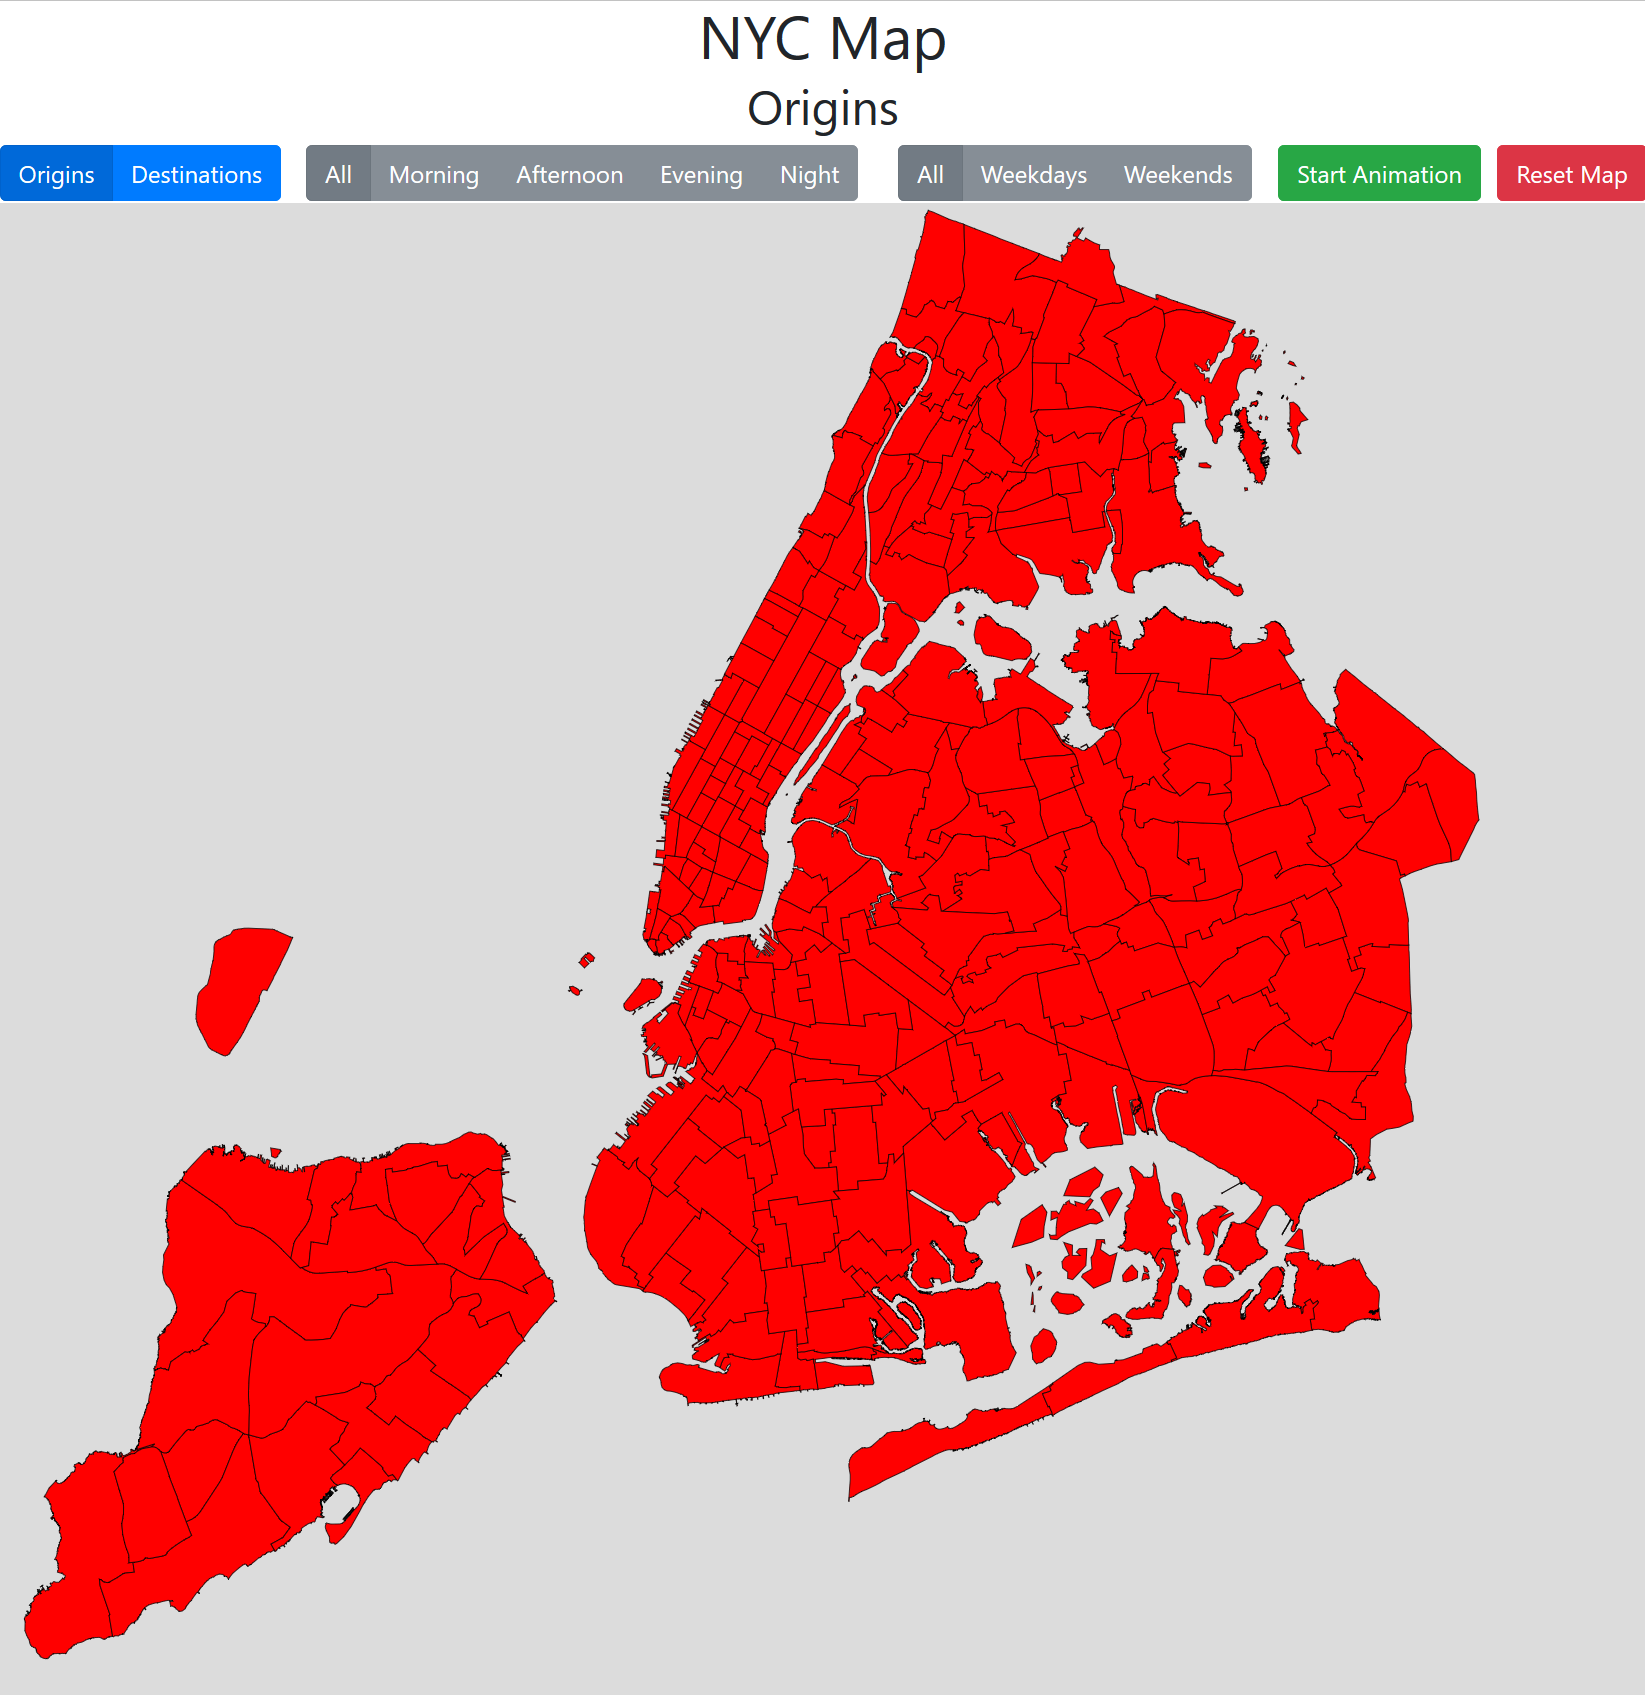 NYC Map
Origins
Origins Destinations All Morning Afternoon Evening Night All Weekdays Weekends Start Animation Reset Map